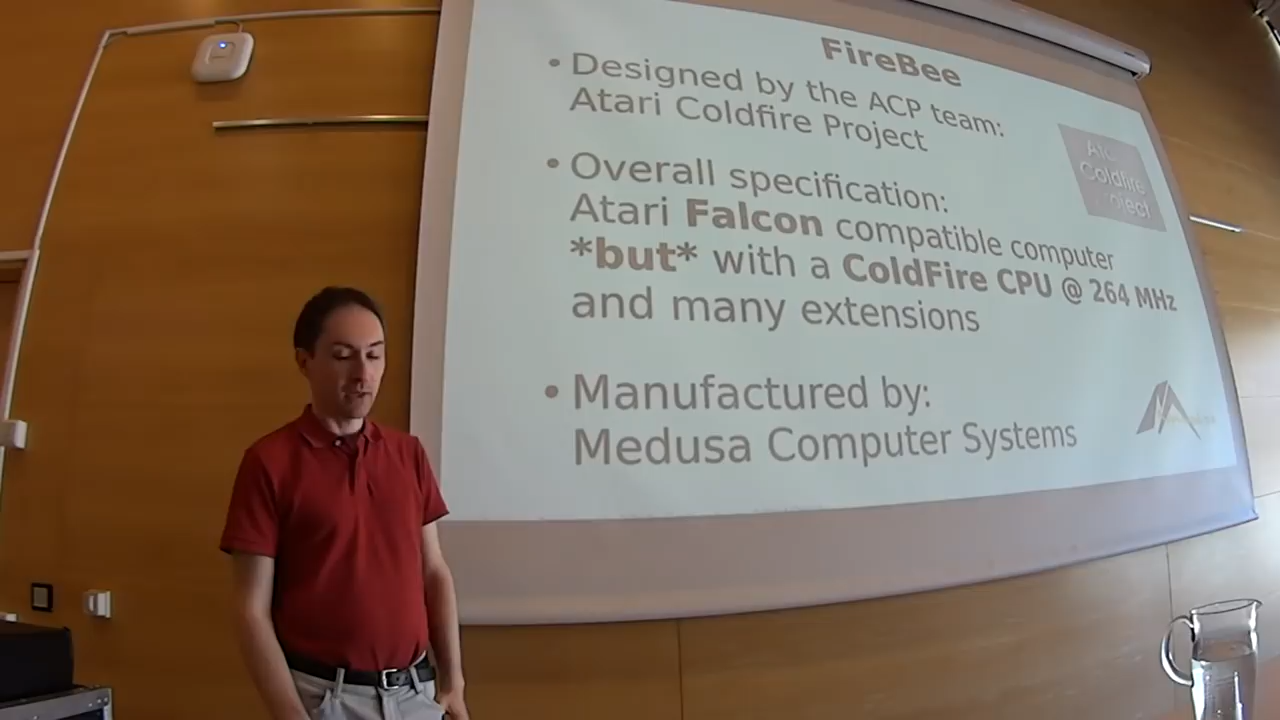 FireBee
• Designed by the ACP team:
Atari Coldfire Project
• Overall specification:
Atari Falcon compatible computer
*but* with a ColdFire CPU @ 264 MHz
and many extensions
• Manufactured by:
Medusa Computer Systems
Coldfire